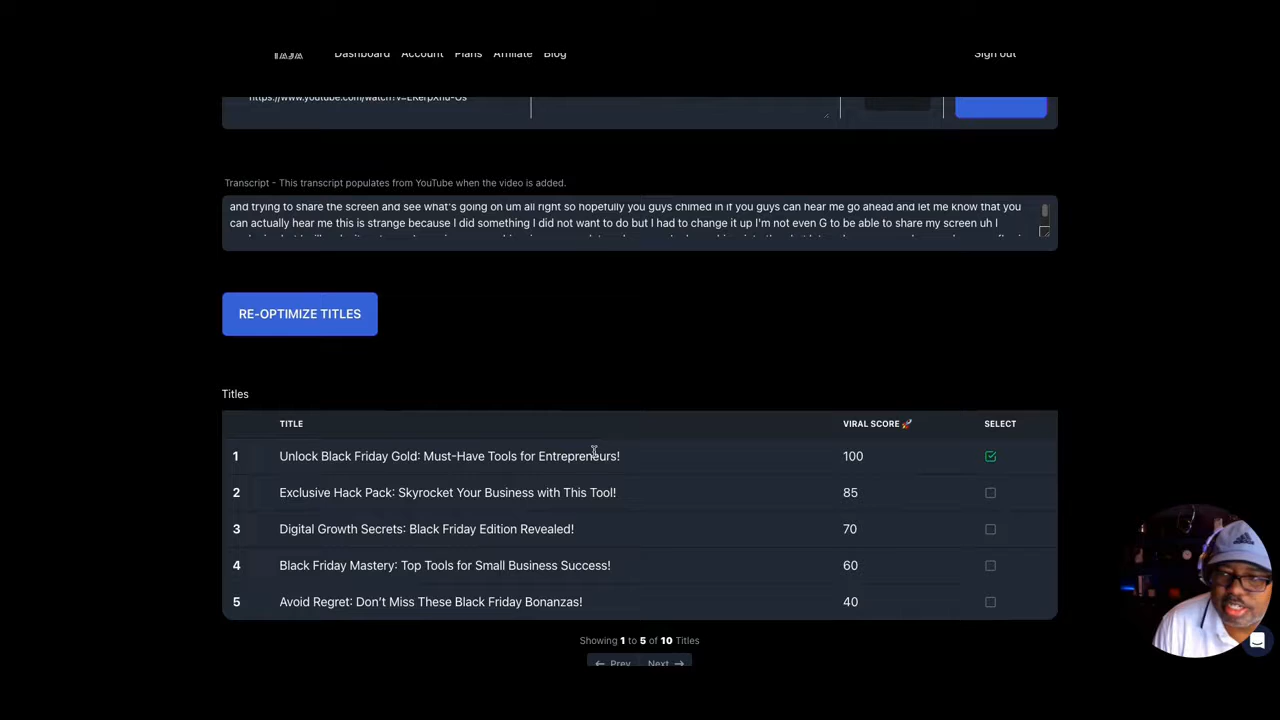 TAJA
Dashboard Account Plans Affiliate Blog Sign out
Transcript - This transcript populates from YouTube when the video is added.
and trying to share the screen and see what's going on um all right so hopefully you guys chimed in if you guys can hear me go ahead and let me know that you
can actually hear me this is strange because I did something I did not want to do but I had to change it up I'm not even G to be able to share my screen uh I
RE-OPTIMIZE TITLES
Titles
TITLE VIRAL SCORE 🚀 SELECT
1 Unlock Black Friday Gold: Must-Have Tools for Entrepreneurs! 100
2 Exclusive Hack Pack: Skyrocket Your Business with This Tool! 85
3 Digital Growth Secrets: Black Friday Edition Revealed! 70
4 Black Friday Mastery: Top Tools for Small Business Success! 60
5 Avoid Regret: Don't Miss These Black Friday Bonanzas! 40
Showing 1 to 5 of 10 Titles
← Prev Next →